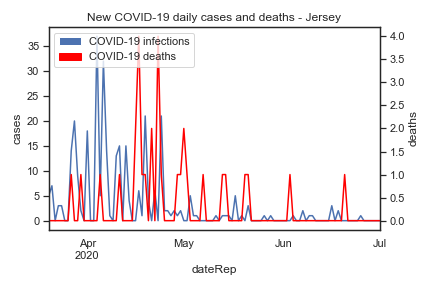 New COVID-19 daily cases and deaths - Jersey
COVID-19 infections
COVID-19 deaths
35
30
25
20
15
10
5
0
cases
4.0
3.5
3.0
2.5
2.0
1.5
1.0
0.5
0.0
deaths
Apr
2020
May
Jun
Jul
dateRep